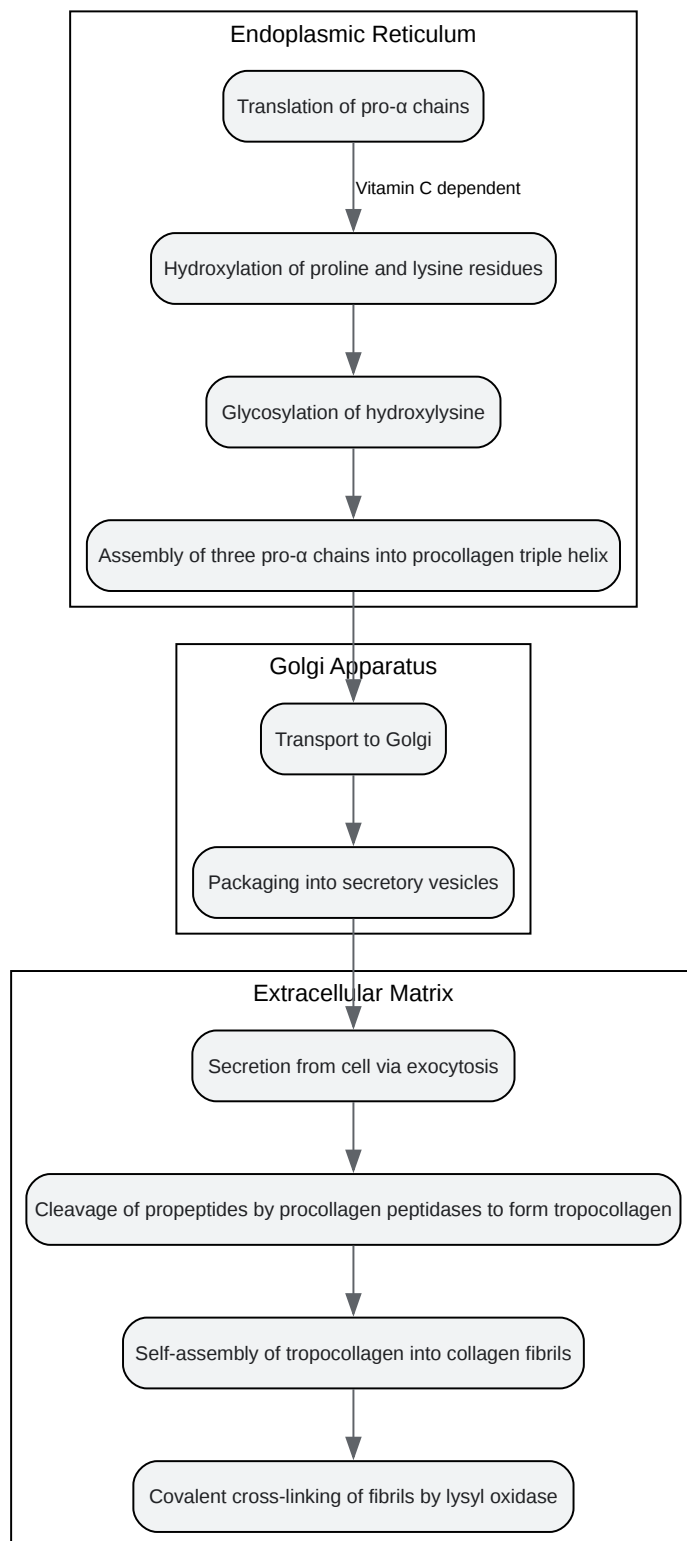 Endoplasmic Reticulum
Translation of pro-α chains
Vitamin C dependent
Hydroxylation of proline and lysine residues
Glycosylation of hydroxylysine
Assembly of three pro-α chains into procollagen triple helix
Golgi Apparatus
Transport to Golgi
Packaging into secretory vesicles
Extracellular Matrix
Secretion from cell via exocytosis
Cleavage of propeptides by procollagen peptidases to form tropocollagen
Self-assembly of tropocollagen into collagen fibrils
Covalent cross-linking of fibrils by lysyl oxidase